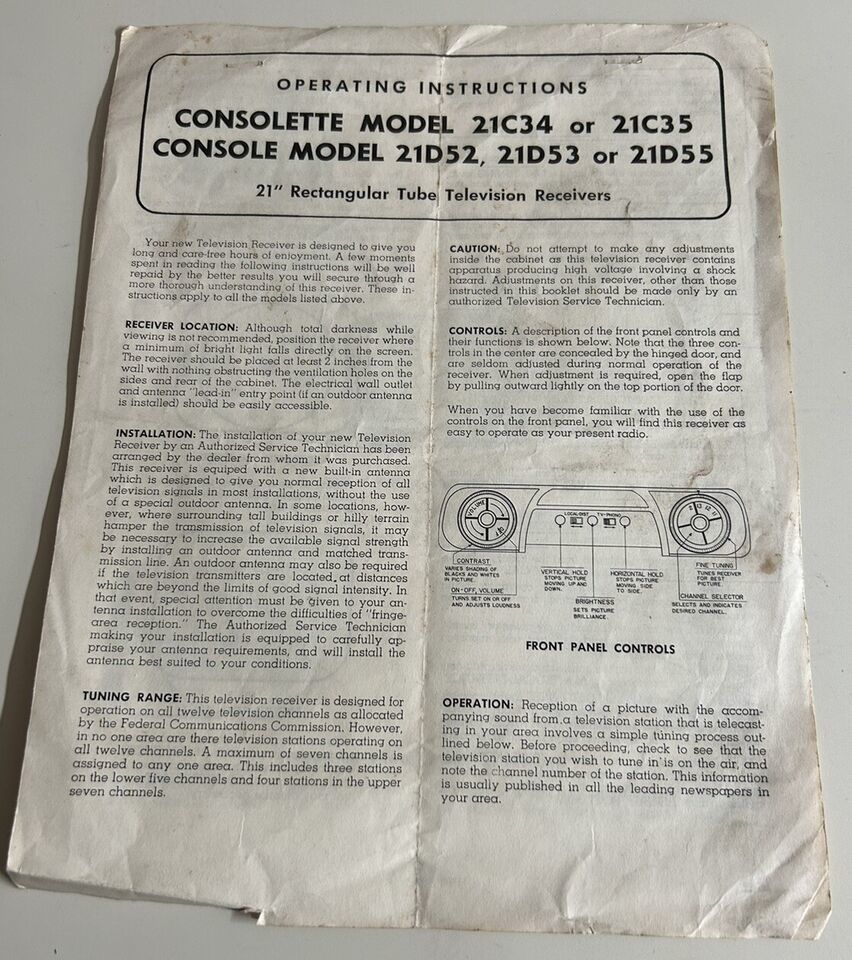 OPERATING INSTRUCTIONS
CONSOLETTE MODEL 21C34 or 21C35
CONSOLE MODEL 21D52, 21D53 or 21D55
21" Rectangular Tube Television Receivers
Your new Television Receiver is designed to give you
long and care-free hours of enjoyment. A few moments
spent in reading the following instructions will be well
repaid by the better results you will secure through a
more thorough understanding of this receiver. These in-
structions apply to all the models listed above.
RECEIVER LOCATION: Although total darkness while
viewing is not recommended, position the receiver where
a minimum of bright light falls directly on the screen.
The receiver should be placed at least 2 inches from the
wall with nothing obstructing the ventilation holes on the
sides and rear of the cabinet. The electrical wall outlet
and antenna "lead-in" entry point (if an outdoor antenna
is installed) should be easily accessible.
INSTALLATION: The installation of your new Television
Receiver by an Authorized Service Technician has been
arranged by the dealer from whom it was purchased.
This receiver is equiped with a new built-in antenna
which is designed to give you normal reception of all
television signals in most installations, without the use
of a special outdoor antenna. In some locations, how-
ever, where surrounding tall buildings or hilly terrain
hamper the transmission of television signals, it may
be necessary to increase the available signal strength
by installing an outdoor antenna and matched trans-
mission line. An outdoor antenna may also be required
if the television transmitters are located at distances
which are beyond the limits of good signal intensity. In
that event, special attention must be given to your an-
tenna installation to overcome the difficulties of "fringe-
area reception." The Authorized Service Technician
making your installation is equipped to carefully ap-
praise your antenna requirements, and will install the
antenna best suited to your conditions.
TUNING RANGE: This television receiver is designed for
operation on all twelve television channels as allocated
by the Federal Communications Commission. However,
in no one area are there television stations operating on
all twelve channels. A maximum of seven channels is
assigned to any one area. This includes three stations
on the lower five channels and four stations in the upper
seven channels.
CAUTION: Do not attempt to make any adjustments
inside the cabinet as this television receiver contains
apparatus producing high voltage involving a shock
hazard. Adjustments on this receiver, other than those
instructed in this booklet should be made only by an
authorized Television Service Technician.
CONTROLS: A description of the front panel controls and
their functions is shown below. Note that the three con-
trols in the center are concealed by the hinged door, and
are seldom adjusted during normal operation of the
receiver. When adjustment is required, open the flap
by pulling outward lightly on the top portion of the door.
When you have become familiar with the use of the
controls on the front panel, you will find this receiver as
easy to operate as your present radio.
VOLUME
LOCAL-DIST TV-PHONO
13 12 11
CONTRAST
VARIES SHADING OF
BLACKS AND WHITES
IN PICTURE.
ON-OFF, VOLUME
TURNS SET ON OR OFF
AND ADJUSTS LOUDNESS
VERTICAL HOLD
STOPS PICTURE
MOVING UP AND
DOWN.
BRIGHTNESS
SETS PICTURE
BRILLIANCE.
HORIZONTAL HOLD
STOPS PICTURE
MOVING SIDE
TO SIDE.
FINE TUNING
TUNES RECEIVER
FOR BEST
PICTURE.
CHANNEL SELECTOR
SELECTS AND INDICATES
DESIRED CHANNEL.
FRONT PANEL CONTROLS
OPERATION: Reception of a picture with the accom-
panying sound from a television station that is telecast-
ing in your area involves a simple tuning process out-
lined below. Before proceeding, check to see that the
television station you wish to tune in is on the air, and
note the channel number of the station. This information
is usually published in all the leading newspapers in
your area.